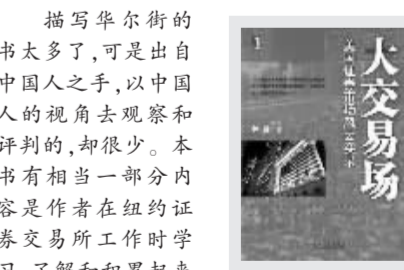 描写华尔街的
书太多了,可是出自
中国人之手,以中国
人的视角去观察和
评判的,却很少。本
书有相当一部分内
容是作者在纽约证
券交易所工作时学
大交易场